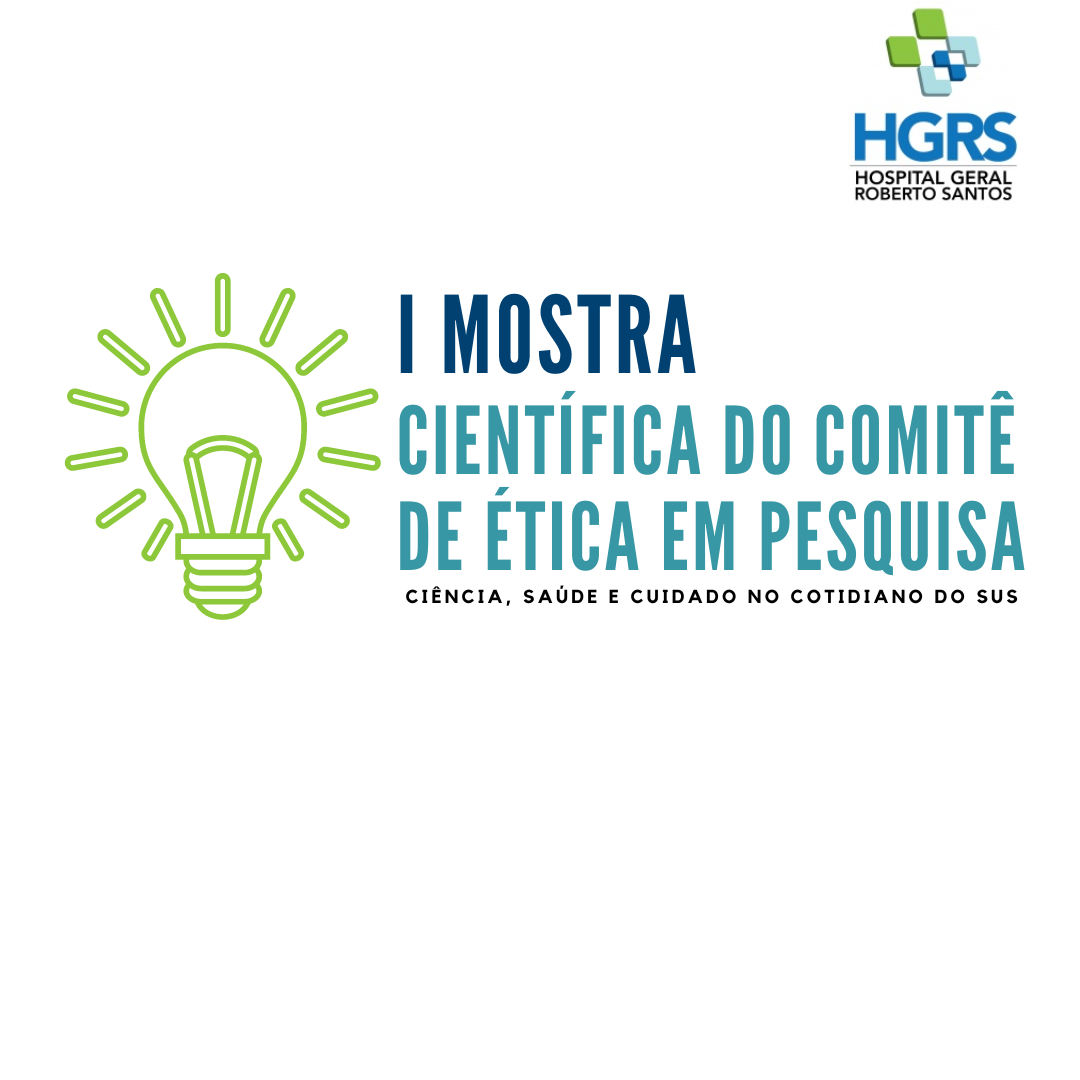 HGRS
HOSPITAL GERAL
ROBERTO SANTOS
I MOSTRA
CIENTÍFICA DO COMITÊ
DE ÉTICA EM PESQUISA
CIÊNCIA, SAÚDE E CUIDADO NO COTIDIANO DO SUS